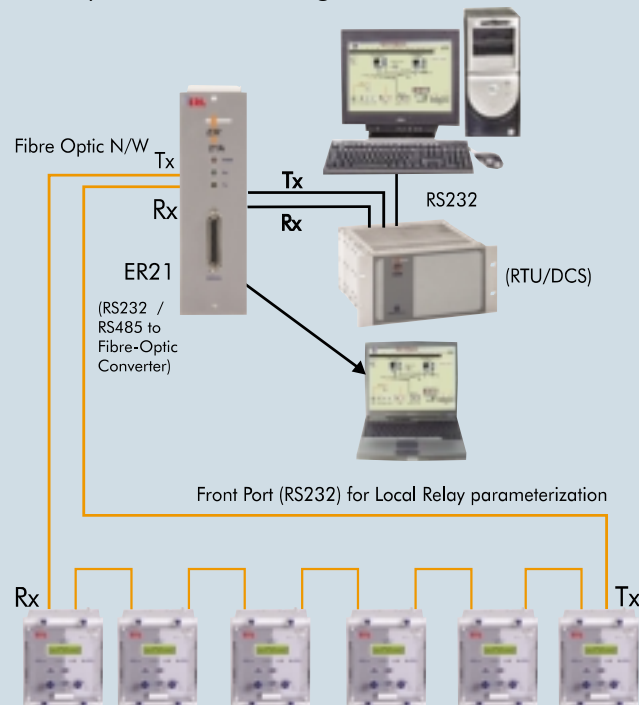 Fibre Optic N/W
Tx
Rx
Tx
Rx
RS232
(RTU/DCS)
ER21
(RS232 /
RS485 to
Fibre-Optic
Converter)
Front Port (RS232) for Local Relay parameterization
Rx
Tx